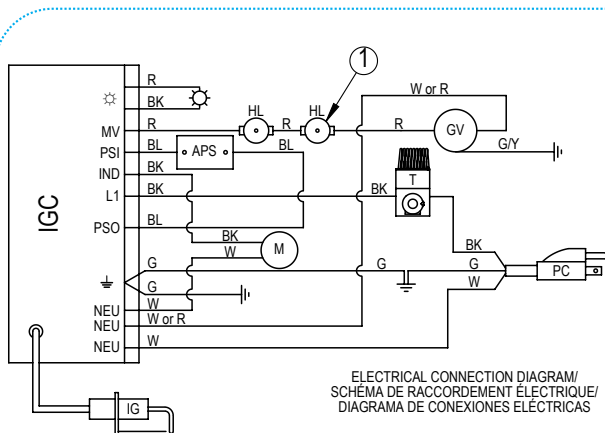 1
R
W or R
BK
HL
HL
MV
R
R
R
GV
PSI
BL
APS
BL
G/Y
IND
BK
T
L1
BK
BK
IGC
PSO
BL
BK
M
BK
W
G
G
G
PC
G
W
NEU
W
NEU
W or R
NEU
W
IG
ELECTRICAL CONNECTION DIAGRAM/
SCHÉMA DE RACCORDEMENT ÉLECTRIQUE/
DIAGRAMA DE CONEXIONES ELÉCTRICAS